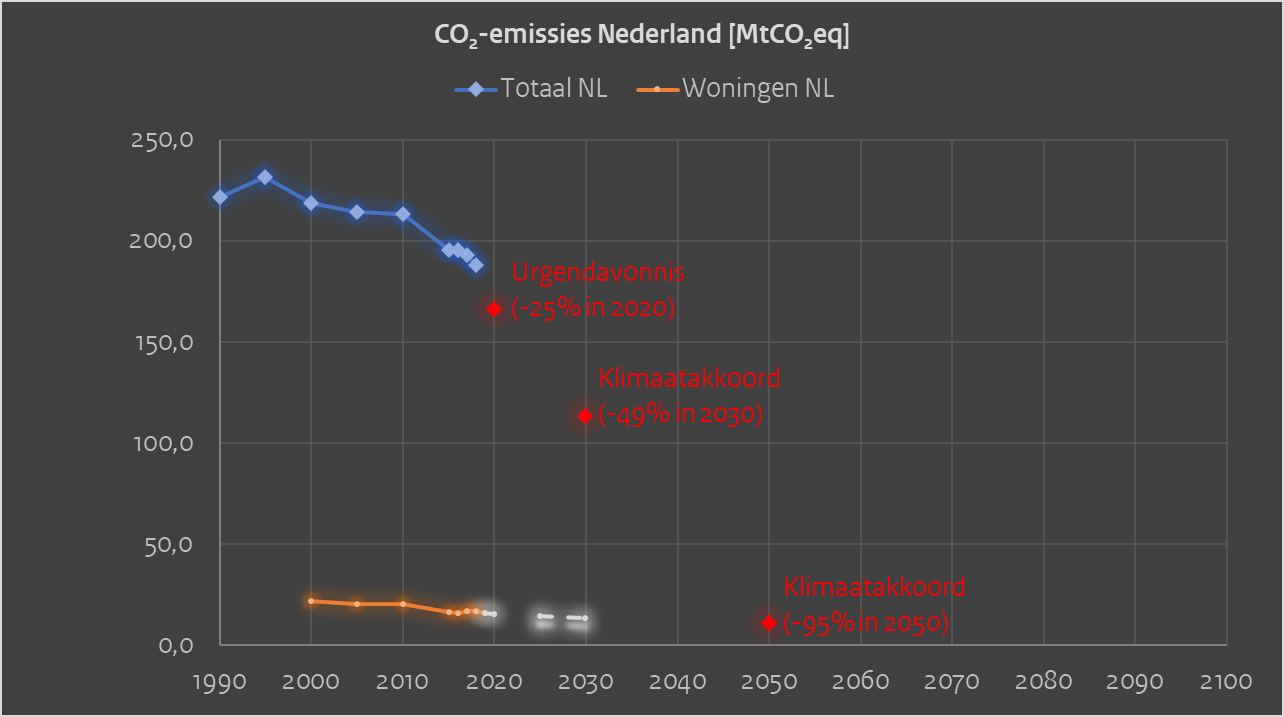 CO₂-emissies Nederland [MtCO₂eq]
Totaal NL Woningen NL
250,0
200,0
Urgendavonnis
(-25% in 2020)
150,0
Klimaatakkoord
(-49% in 2030)
100,0
50,0
Klimaatakkoord
(-95% in 2050)
0,0
1990 2000 2010 2020 2030 2040 2050 2060 2070 2080 2090 2100